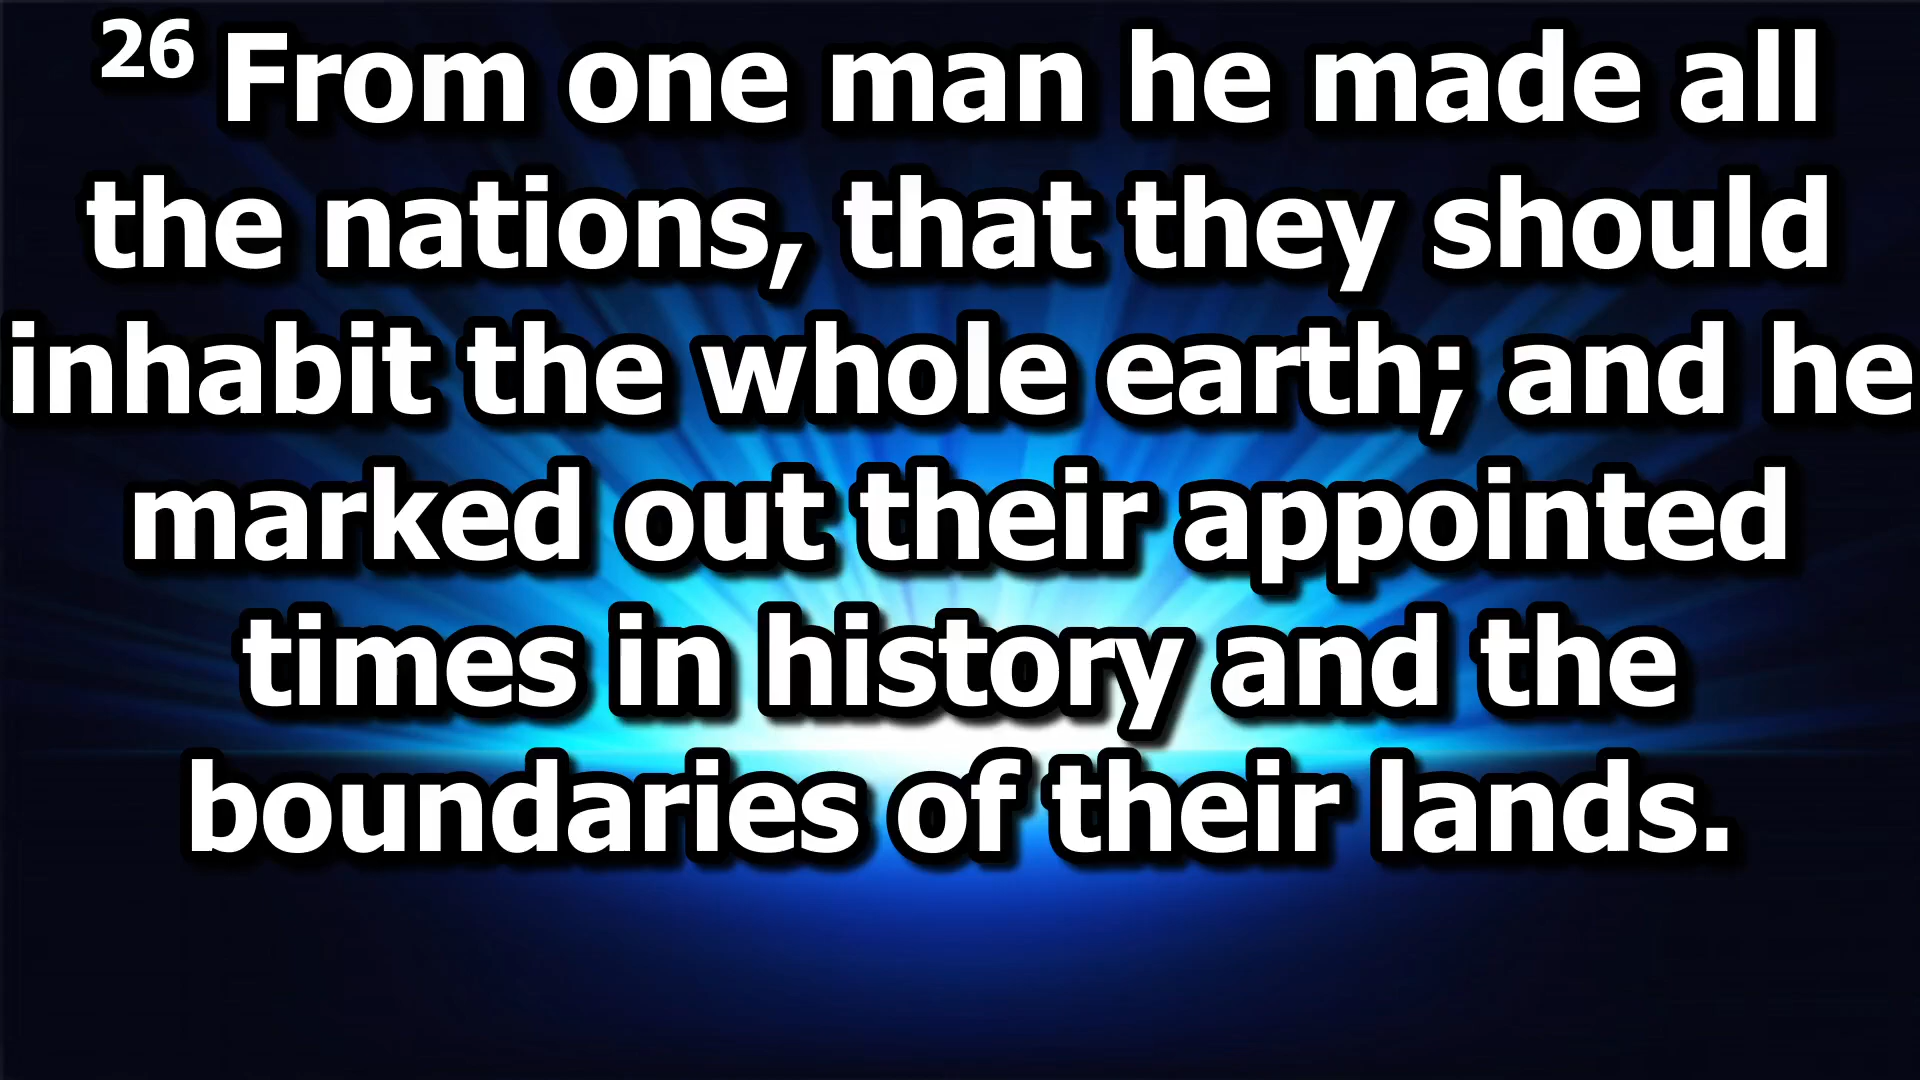 26 From one man he made all
the nations, that they should
inhabit the whole earth; and he
marked out their appointed
times in history and the
boundaries of their lands.